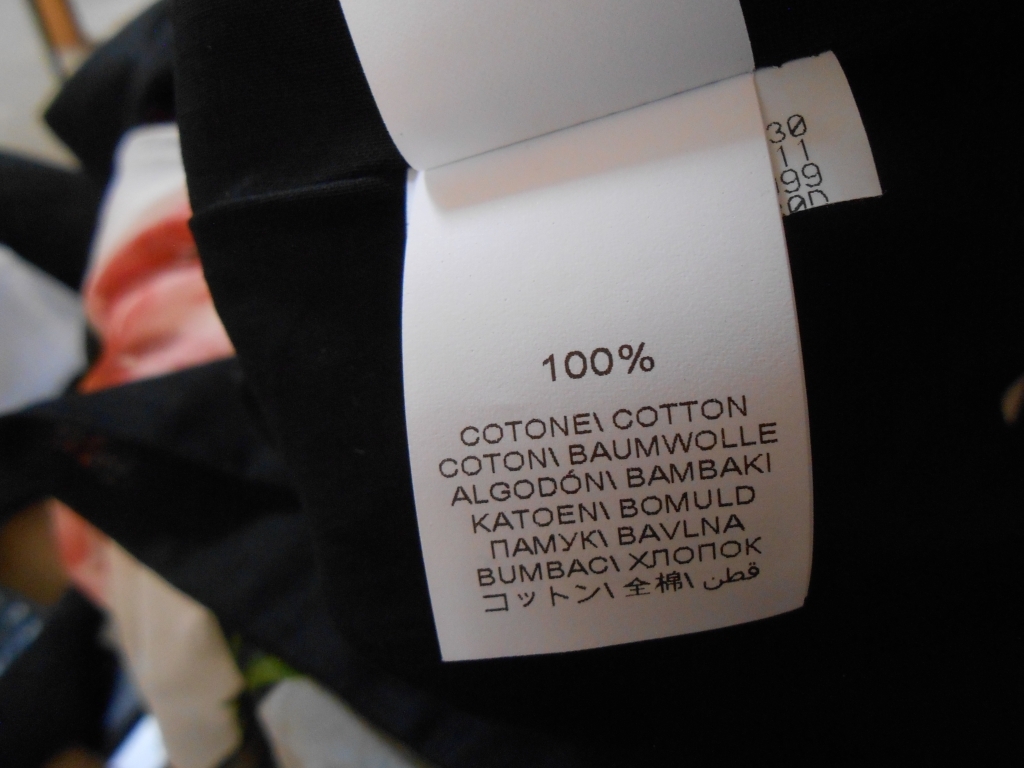 30
11
99
100%
COTONE\ COTTON
COTON\ BAUMWOLLE
ALGODÓN\ BAMBAKI
KATOEN\ BOMULD
ПАМУК\ BAVLNA
BUMBAC\ ХЛОПОК
コットン\ 全棉\ قطن